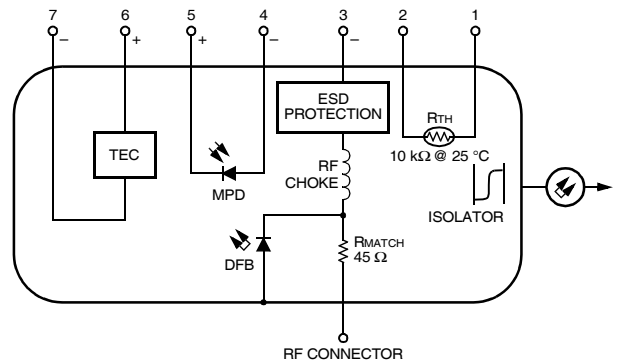 7 6 5 4 3 2 1
– + + – –
ESD
PROTECTION
RTH
10 kΩ @ 25 °C
TEC
RF
CHOKE
MPD
ISOLATOR
RMATCH
45 Ω
DFB
RF CONNECTOR